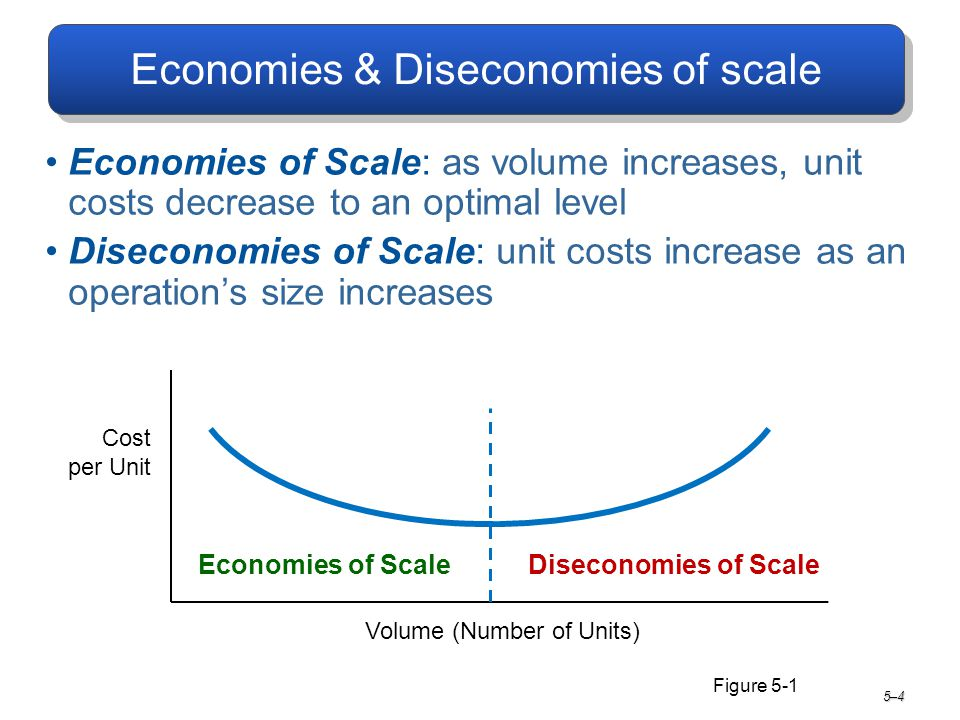 Economies & Diseconomies of scale
• Economies of Scale: as volume increases, unit
costs decrease to an optimal level
• Diseconomies of Scale: unit costs increase as an
operation’s size increases
Cost
per Unit
Economies of Scale
Diseconomies of Scale
Volume (Number of Units)
Figure 5-1
5–4